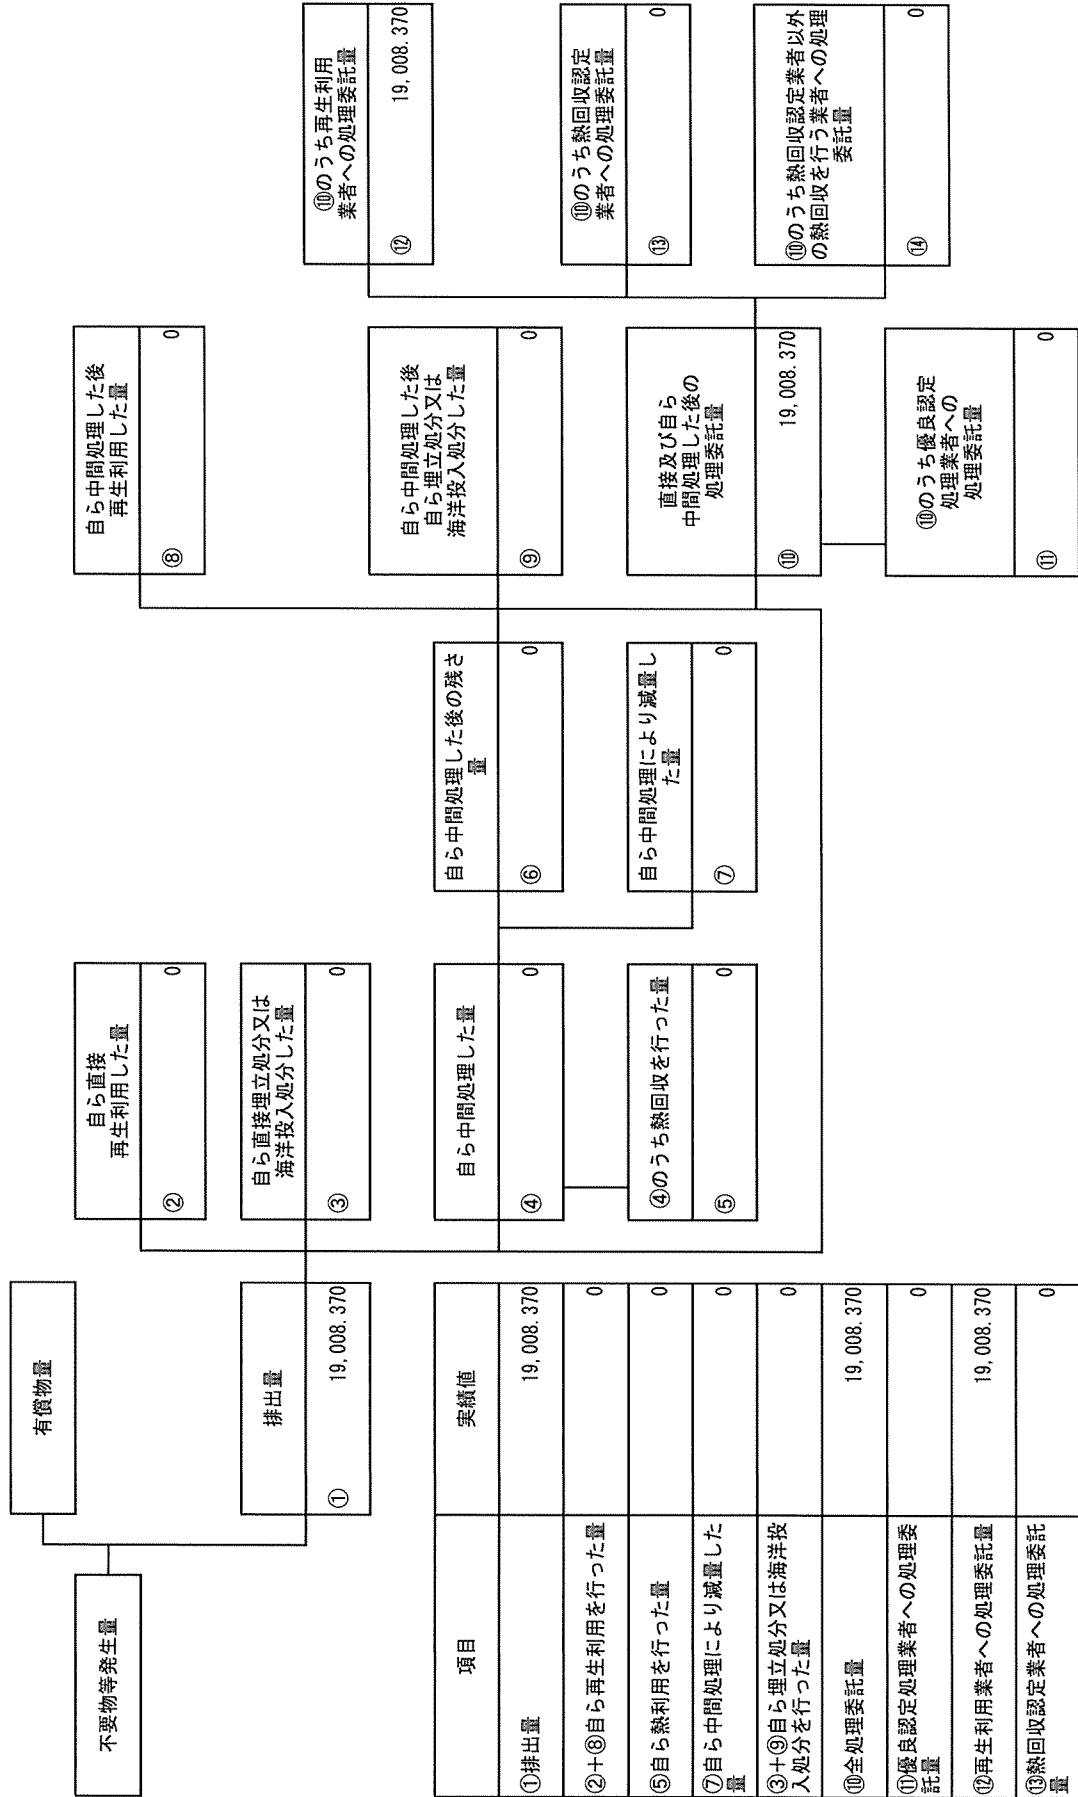 不要物等発生量
有償物量
排出量
① 19,008.370
自ら直接
再生利用した量
② 0
自ら直接埋立処分又は
海洋投入処分した量
③ 0
自ら中間処理した量
④ 0
④のうち熱回収を行った量
⑤ 0
自ら中間処理した後の残さ
量
⑥ 0
自ら中間処理により減量し
た量
⑦ 0
自ら中間処理した後
再生利用した量
⑧ 0
自ら中間処理した後
自ら埋立処分又は
海洋投入処分した量
⑨ 0
直接及び自ら
中間処理した後の
処理委託量
⑩ 19,008.370
⑩のうち優良認定
処理業者への
処理委託量
⑪ 0
⑩のうち再生利用
業者への処理委託量
⑫ 19,008.370
⑩のうち熱回収認定
業者への処理委託量
⑬ 0
⑩のうち熱回収認定業者以外
の熱回収を行う業者への処理
委託量
⑭ 0
項目 実績値
①排出量 19,008.370
②+⑧自ら再生利用を行った量 0
⑤自ら熱利用を行った量 0
⑦自ら中間処理により減量した
量 0
③+⑨自ら埋立処分又は海洋投
入処分を行った量 0
⑩全処理委託量 19,008.370
⑪優良認定処理業者への処理委
託量 0
⑫再生利用業者への処理委託量 19,008.370
⑬熱回収認定業者への処理委託
量 0